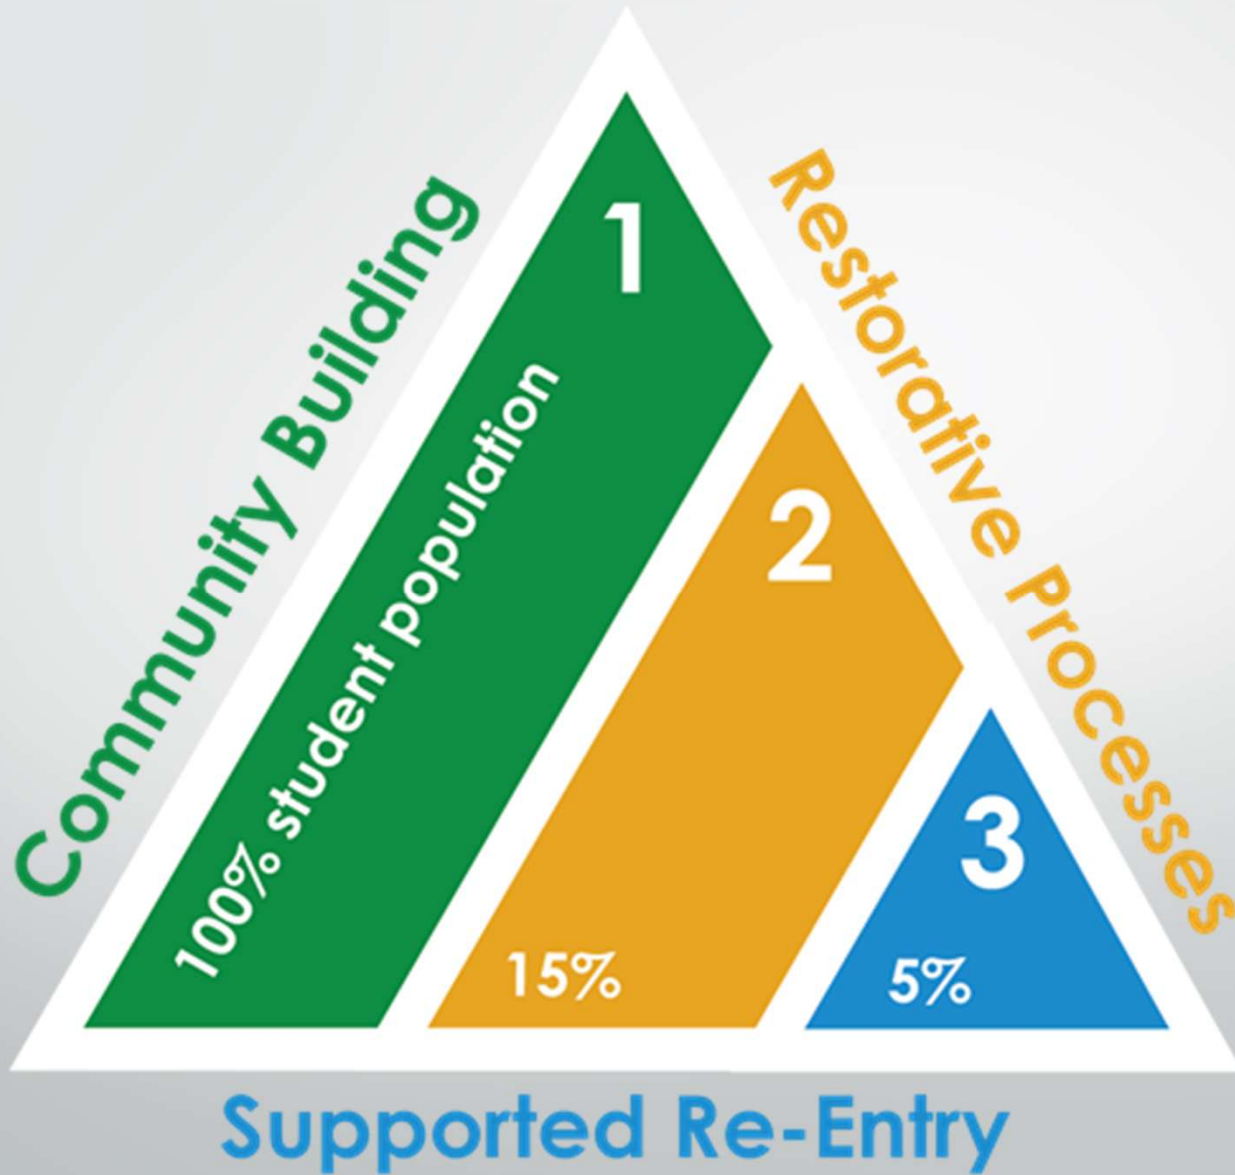 Community Building
Restorative Processes
1
100% student population
2
15%
3
5%
Supported Re-Entry